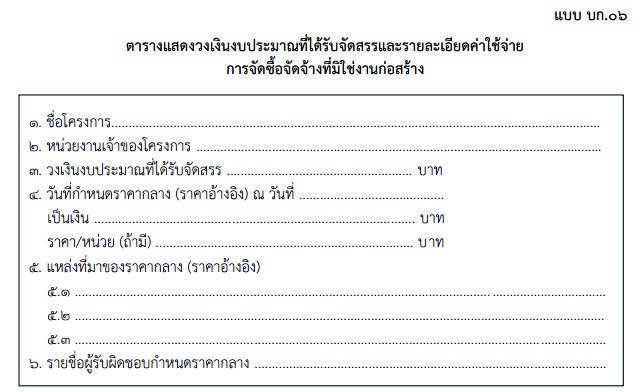 แบบ บก.๐๖
ตารางแสดงวงเงินงบประมาณที่ได้รับจัดสรรและรายละเอียดค่าใช้จ่าย
การจัดซื้อจัดจ้างที่มิใช่งานก่อสร้าง
๑. ชื่อโครงการ..........................................................................................................................
๒. หน่วยงานเจ้าของโครงการ .....................................................................................................
๓. วงเงินงบประมาณที่ได้รับจัดสรร .............................................. บาท
๔. วันที่กำหนดราคากลาง (ราคาอ้างอิง) ณ วันที่ ....................................
เป็นเงิน ................................................................................ บาท
ราคา/หน่วย (ถ้ามี) ................................................................ บาท
๕. แหล่งที่มาของราคากลาง (ราคาอ้างอิง)
๕.๑ ....................................................................................................................................
๕.๒ ....................................................................................................................................
๕.๓ ....................................................................................................................................
๖. รายชื่อผู้รับผิดชอบกำหนดราคากลาง ........................................................................................